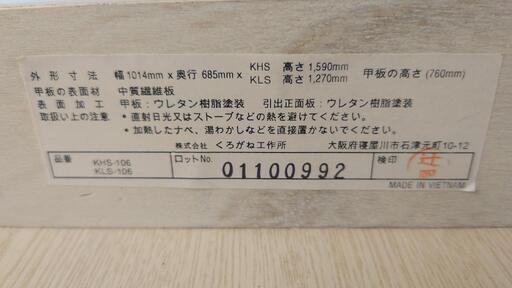 外形寸法 幅1014mm×奥行685mm× KHS 高さ1,590mm 甲板の高さ(760mm)
KLS 高さ1,270mm
甲板の表面材 中質繊維板
表面加工 甲板：ウレタン樹脂塗装 引出正面板：ウレタン樹脂塗装
取扱い上の注意 *直射日光又はストーブなどの熱を避けてください。
*加熱したナベ、湯わかしなどを直接置かないでください。
株式会社 くろがね工作所 大阪府寝屋川市石津元町10-12
品番 KHS-106 KLS-106 ロットNo. 01100992 検印
MADE IN VIETNAM